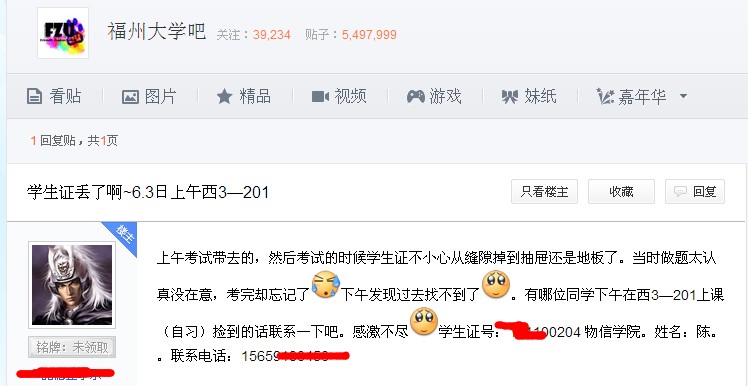 FZU
福州大学吧 关注：39,234 贴子：5,497,999
看贴 图片 精品 视频 游戏 妹纸 嘉年华
1 回复贴，共1页
学生证丢了啊~6.3日上午西3—201
只看楼主 收藏 回复
楼主
上午考试带去的，然后考试的时候学生证不小心从缝隙掉到抽屉还是地板了。当时做题太认
真没在意，考完却忘记了 下午发现过去找不到了 。有哪位同学下午在西3—201上课
（自习）捡到的话联系一下吧。感激不尽 学生证号： 100204 物信学院。姓名：陈。
。联系电话：15659
铭牌：未领取